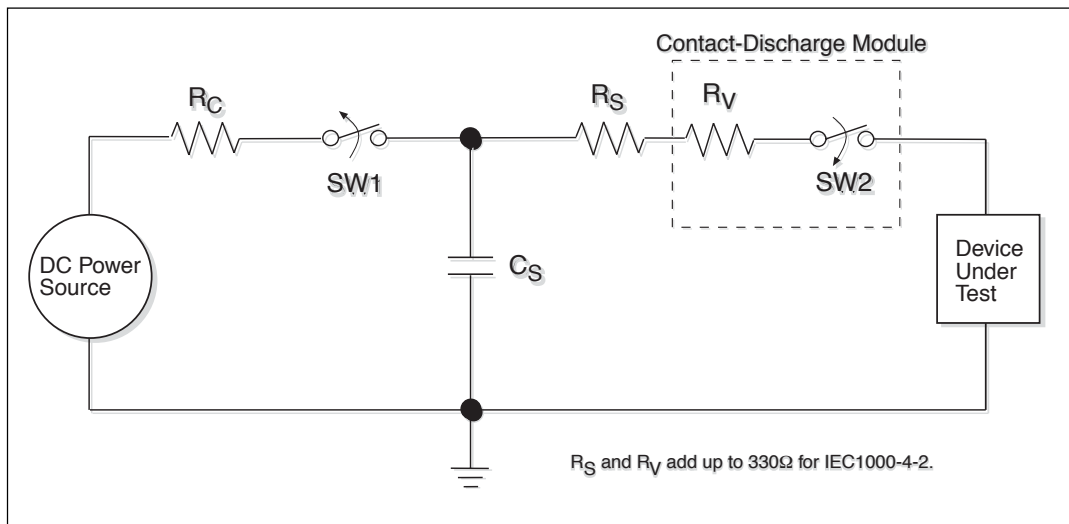 Contact-Discharge Module
R_C
R_S
R_V
SW1
SW2
DC Power
Source
C_S
Device
Under
Test
R_S and R_V add up to 330Ω for IEC1000-4-2.